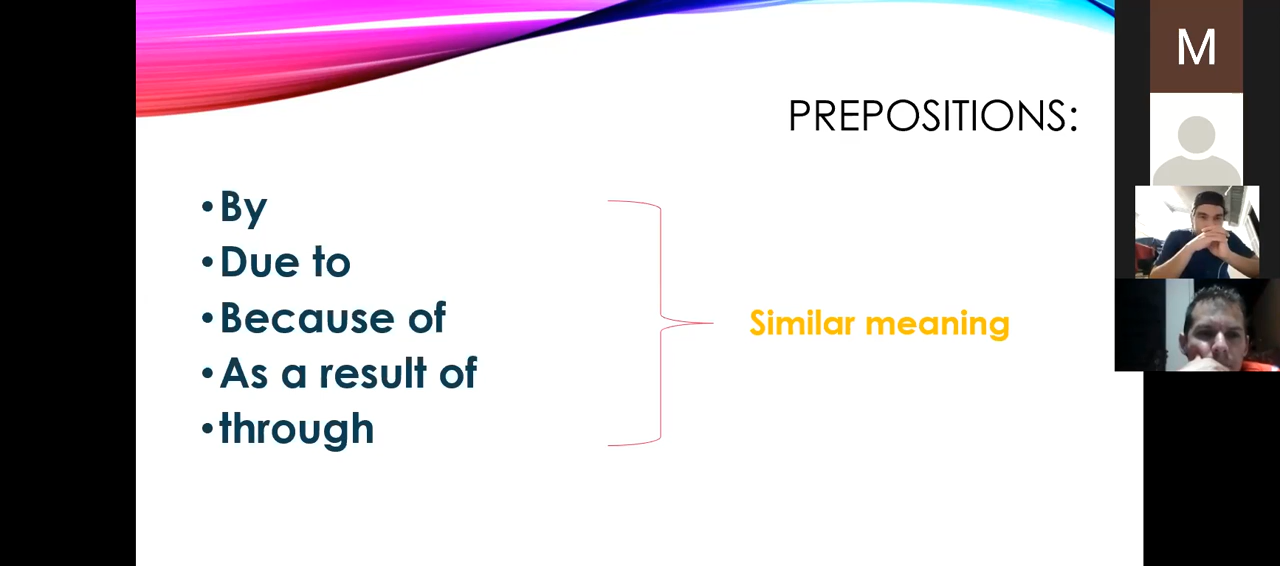 M
PREPOSITIONS:
•By
•Due to
•Because of
•As a result of
•through
Similar meaning